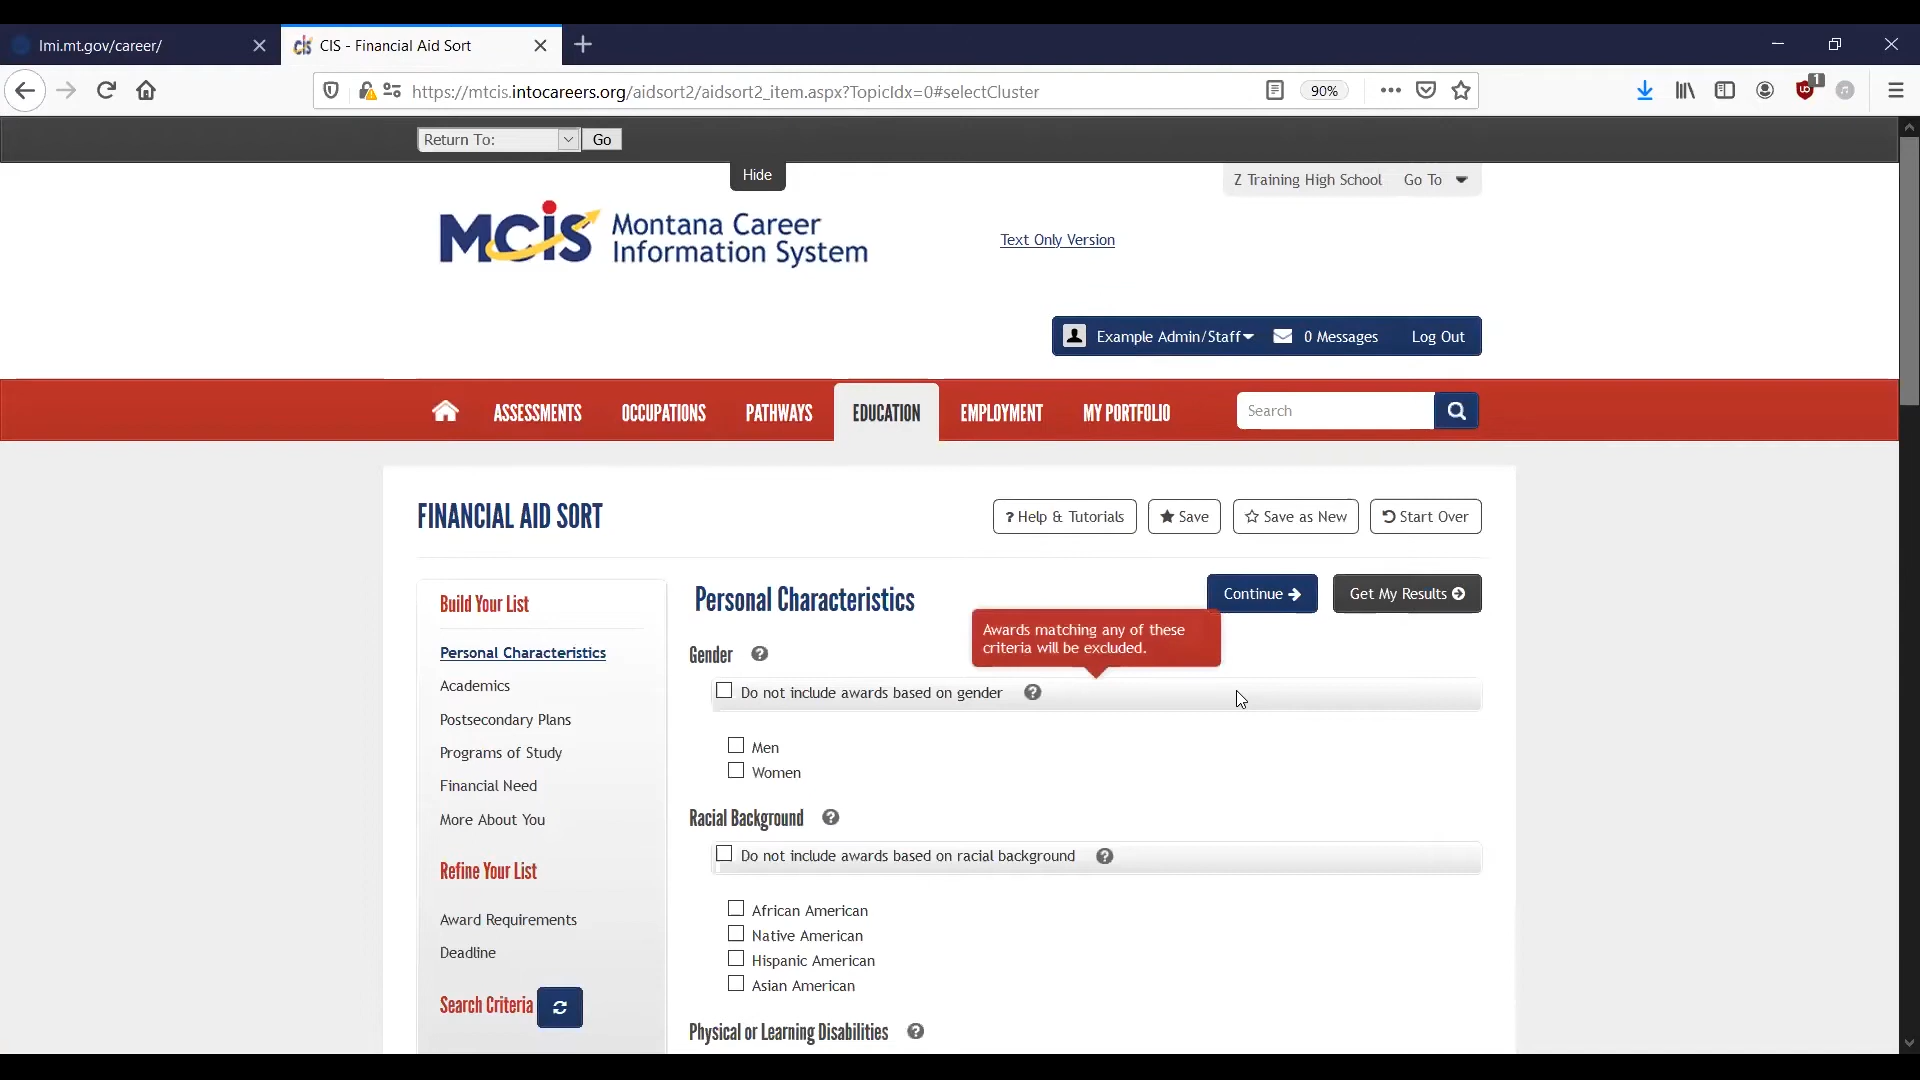 lmi.mt.gov/career/
CIS - Financial Aid Sort
https://mtcis.intocareers.org/aidsort2/aidsort2_item.aspx?TopicIdx=0#selectCluster
90%
1
Return To:
Go
Hide
Z Training High School
Go To
MCIS Montana Career
Information System
Text Only Version
Example Admin/Staff
0 Messages
Log Out
ASSESSMENTS
OCCUPATIONS
PATHWAYS
EDUCATION
EMPLOYMENT
MY PORTFOLIO
Search
FINANCIAL AID SORT
? Help & Tutorials
Save
Save as New
Start Over
Build Your List
Personal Characteristics
Academics
Postsecondary Plans
Programs of Study
Financial Need
More About You
Refine Your List
Award Requirements
Deadline
Search Criteria
Personal Characteristics
Continue
Get My Results
Awards matching any of these
criteria will be excluded.
Gender ?
Do not include awards based on gender ?
Men
Women
Racial Background ?
Do not include awards based on racial background ?
African American
Native American
Hispanic American
Asian American
Physical or Learning Disabilities ?